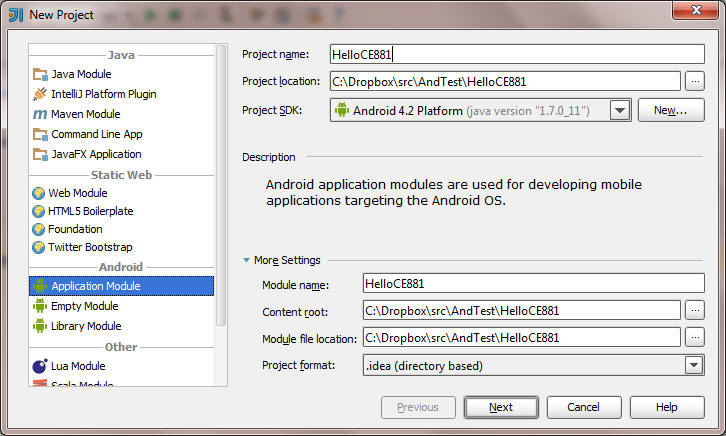 New Project
Java
Java Module
IntelliJ Platform Plugin
Maven Module
Command Line App
JavaFX Application
Static Web
Web Module
HTML5 Boilerplate
Foundation
Twitter Bootstrap
Android
Application Module
Empty Module
Library Module
Other
Lua Module
Scala Module
Project name: HelloCE881
Project location: C:\Dropbox\src\AndTest\HelloCE881 ...
Project SDK: Android 4.2 Platform (java version "1.7.0_11") New...
Description
Android application modules are used for developing mobile
applications targeting the Android OS.
More Settings
Module name: HelloCE881
Content root: C:\Dropbox\src\AndTest\HelloCE881 ...
Module file location: C:\Dropbox\src\AndTest\HelloCE881 ...
Project format: .idea (directory based)
Previous Next Cancel Help